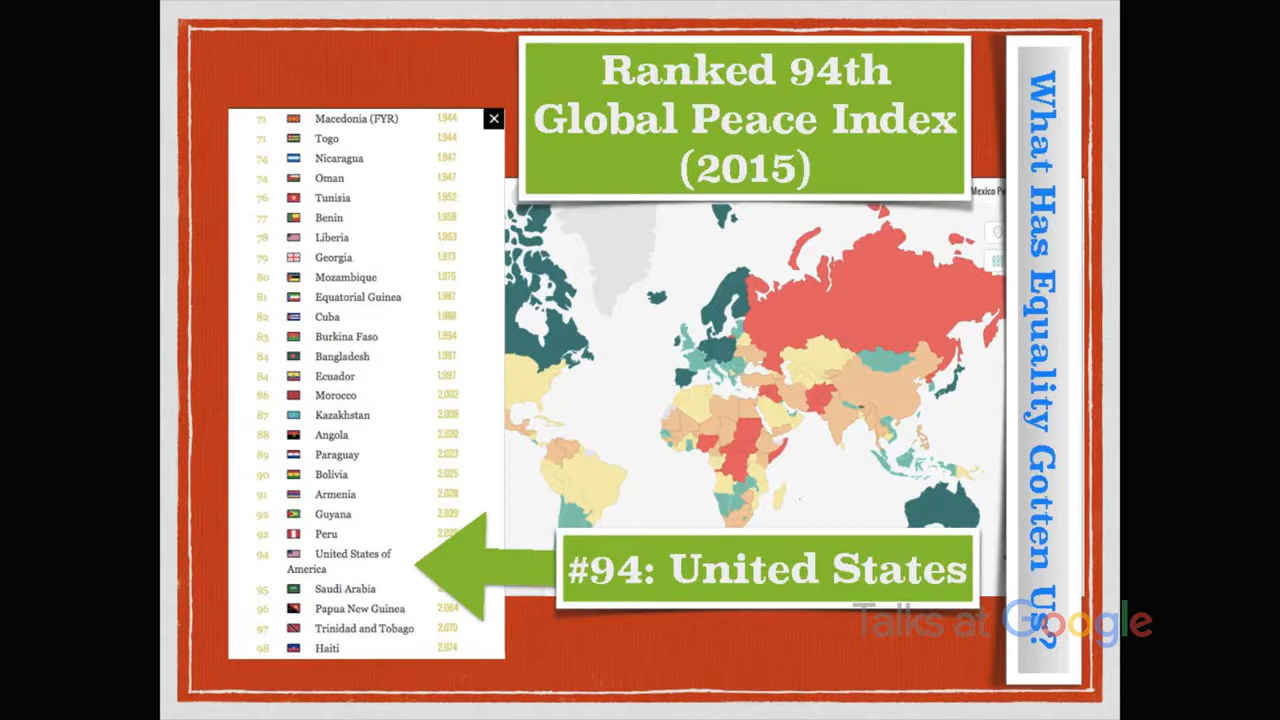 Ranked 94th
Global Peace Index
(2015)
What Has Equality Gotten Us?
71 Macedonia (FYR) 1.944
71 Togo 1.944
74 Nicaragua 1.947
74 Oman 1.947
76 Tunisia 1.952
77 Benin 1.958
78 Liberia 1.963
79 Georgia 1.973
80 Mozambique 1.975
81 Equatorial Guinea 1.987
82 Cuba 1.988
83 Burkina Faso 1.994
84 Bangladesh 1.997
84 Ecuador 1.997
86 Morocco 2.002
87 Kazakhstan 2.008
88 Angola 2.020
89 Paraguay 2.023
90 Bolivia 2.025
91 Armenia 2.028
92 Guyana 2.029
92 Peru
94 United States of
America
95 Saudi Arabia
96 Papua New Guinea 2.064
97 Trinidad and Tobago 2.070
98 Haiti 2.074
Mexico
#94: United States
Talks at Google